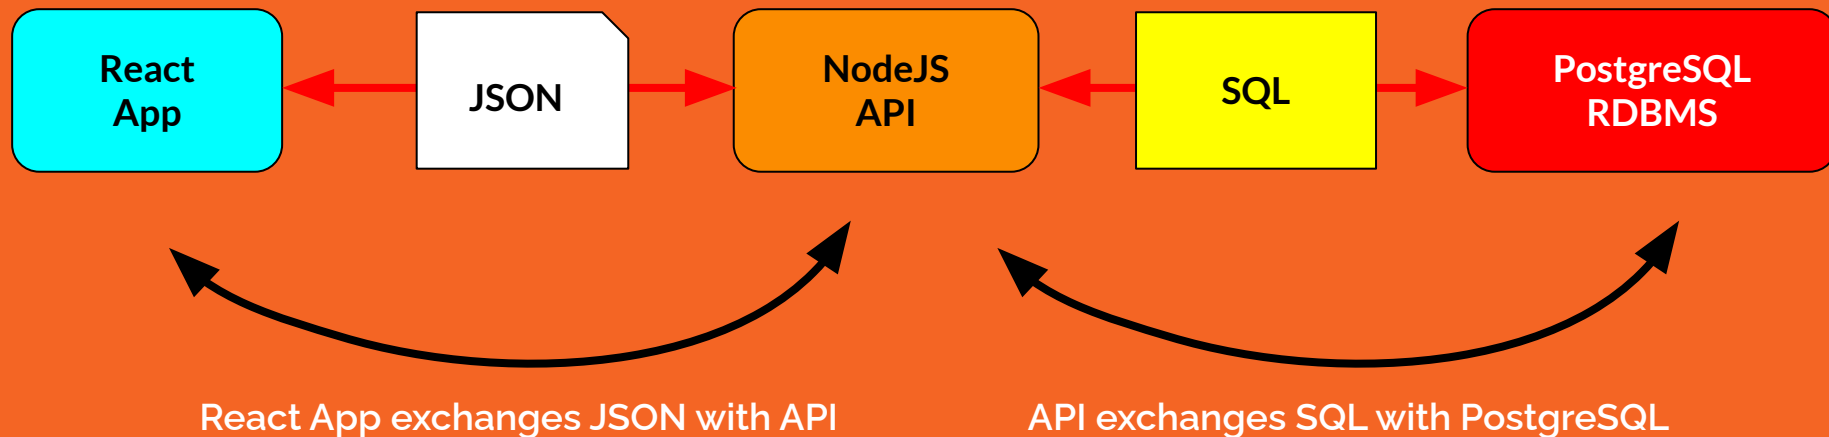 React
App
JSON
NodeJS
API
SQL
PostgreSQL
RDBMS
React App exchanges JSON with API
API exchanges SQL with PostgreSQL